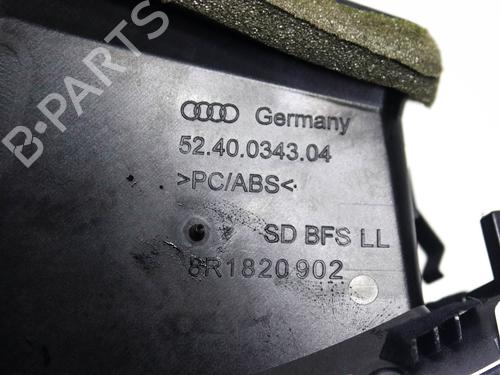 B-PARTS
Germany
52.40.0343.04
>PC/ABS<
SD BFS LL
8R1820902